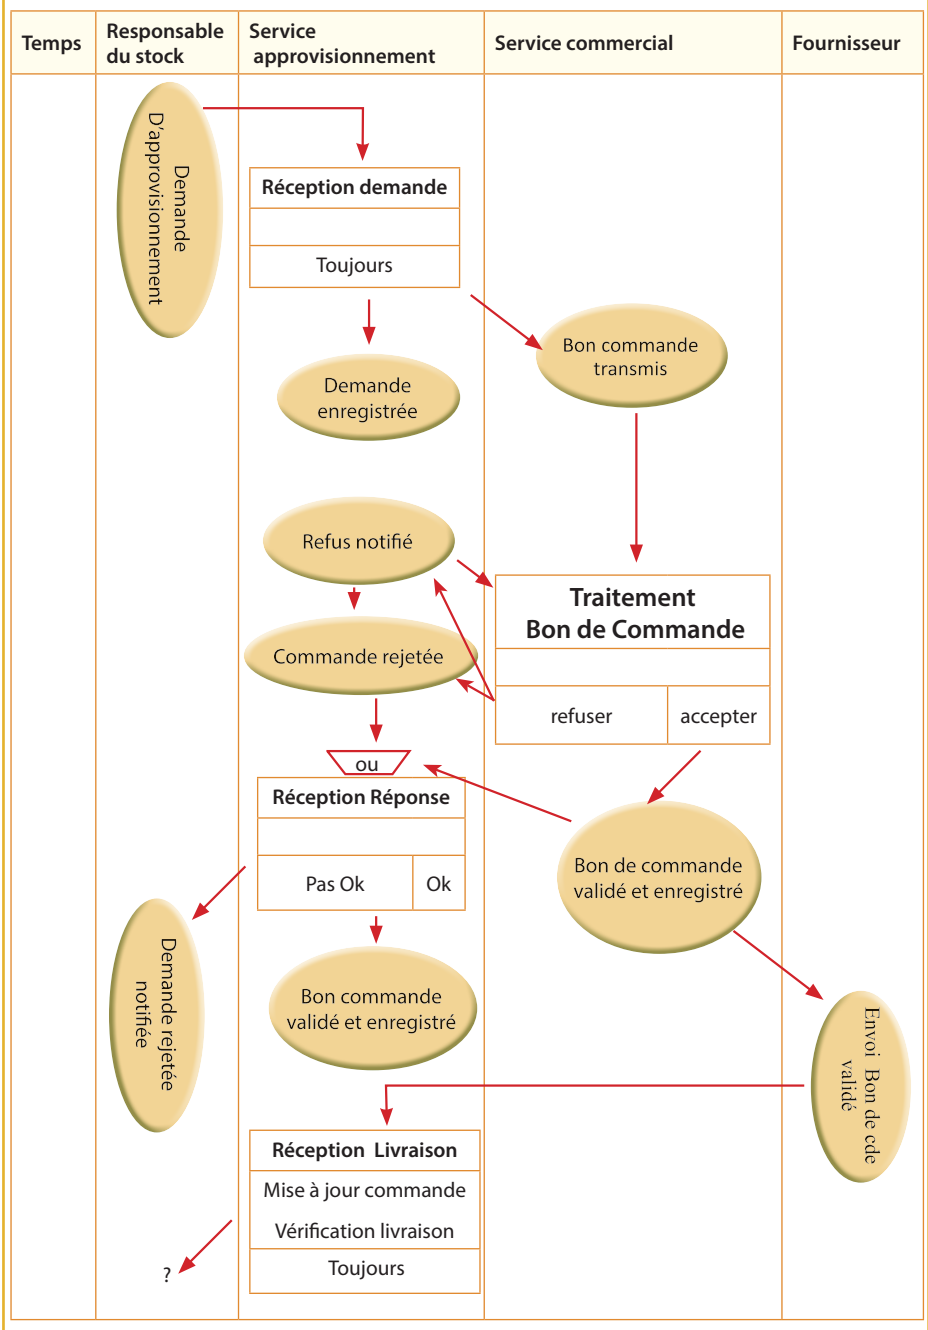 Temps
Responsable
du stock
Service
approvisionnement
Service commercial
Fournisseur
Demande
D'approvisionnement
Réception demande
Toujours
Bon commande
transmis
Demande
enregistrée
Refus notifié
Traitement
Bon de Commande
refuser
accepter
Commande rejetée
ou
Réception Réponse
Pas Ok
Ok
Bon de commande
validé et enregistré
Demande rejetée
notifiée
Bon commande
validé et enregistré
Envoi Bon de cde
validé
Réception Livraison
Mise à jour commande
Vérification livraison
Toujours
?